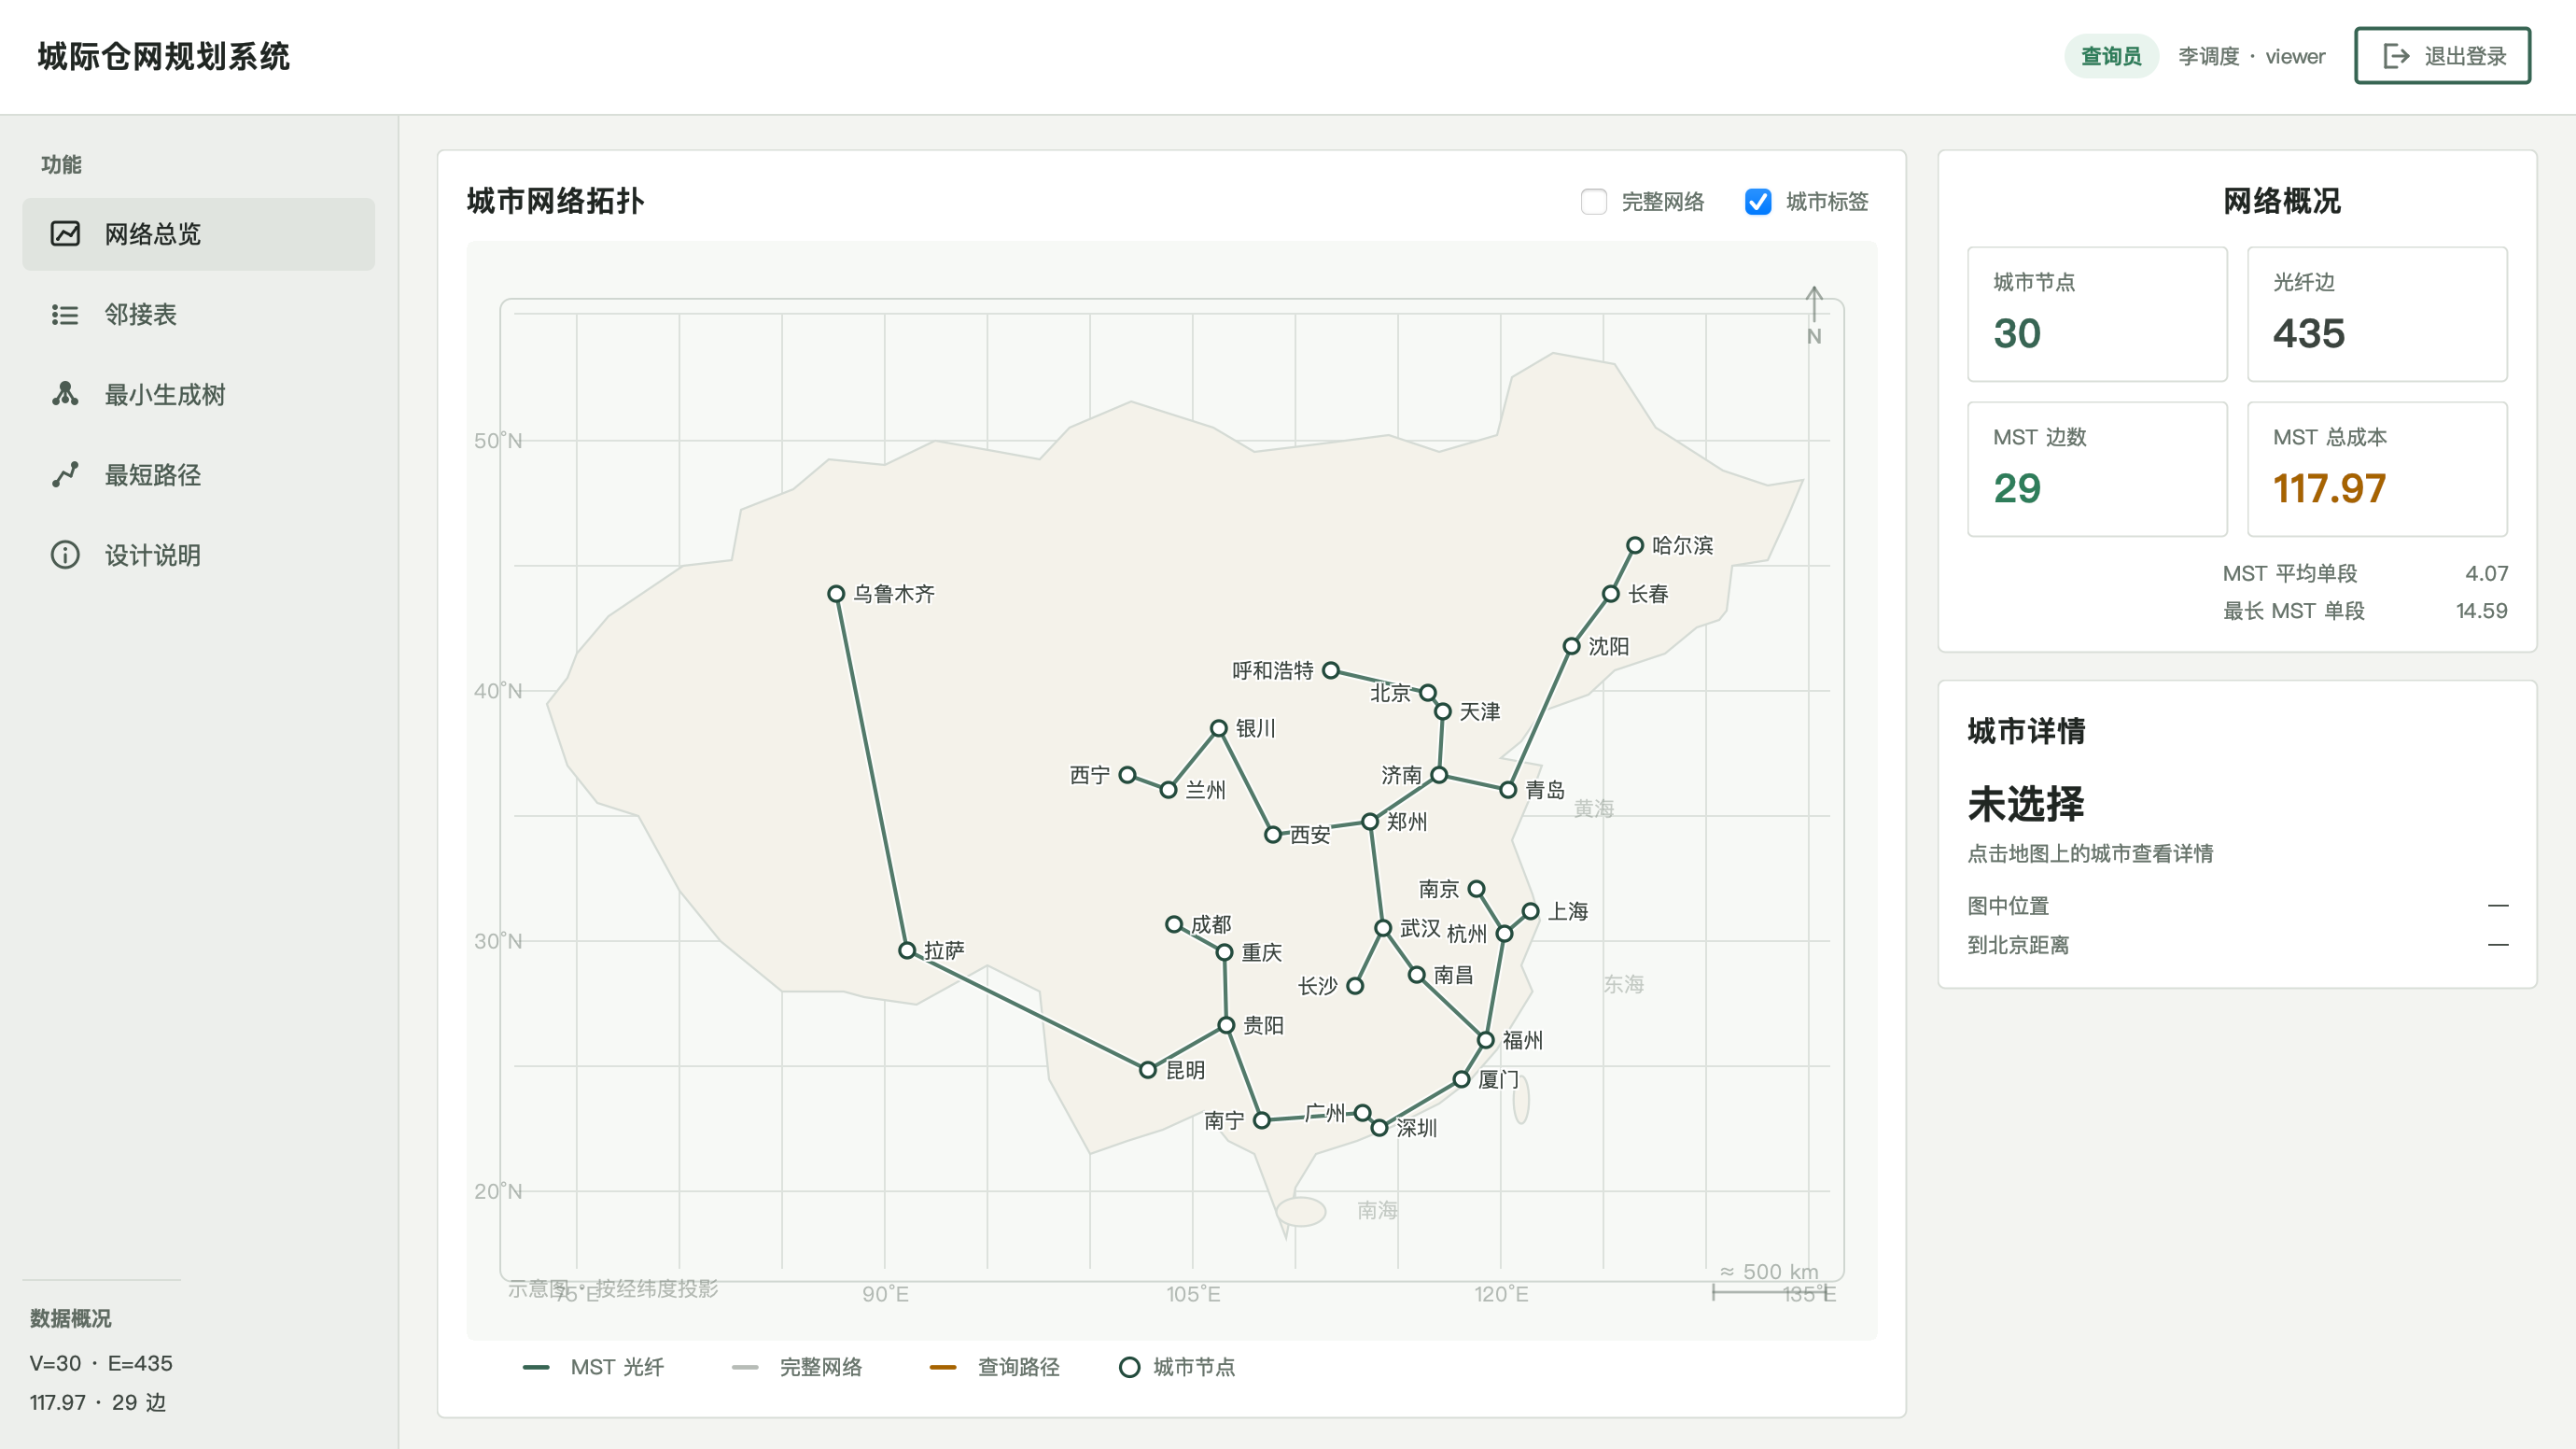 城际仓网规划系统
查询员
李调度 · viewer
退出登录
功能
网络总览
邻接表
最小生成树
最短路径
设计说明
数据概况
V=30 · E=435
117.97 · 29 边
城市网络拓扑
完整网络
城市标签
N
50°N
40°N
30°N
20°N
哈尔滨
乌鲁木齐
长春
沈阳
呼和浩特
北京
天津
银川
西宁
兰州
济南
青岛
黄海
西安
郑州
南京
上海
成都
武汉
杭州
拉萨
重庆
南昌
长沙
东海
贵阳
福州
昆明
厦门
南宁
广州
深圳
南海
≈ 500 km
示意图 · 按经纬度投影
75°E
90°E
105°E
120°E
135°E
MST 光纤
完整网络
查询路径
城市节点
网络概况
城市节点
30
光纤边
435
MST 边数
29
MST 总成本
117.97
MST 平均单段
4.07
最长 MST 单段
14.59
城市详情
未选择
点击地图上的城市查看详情
图中位置
—
到北京距离
—